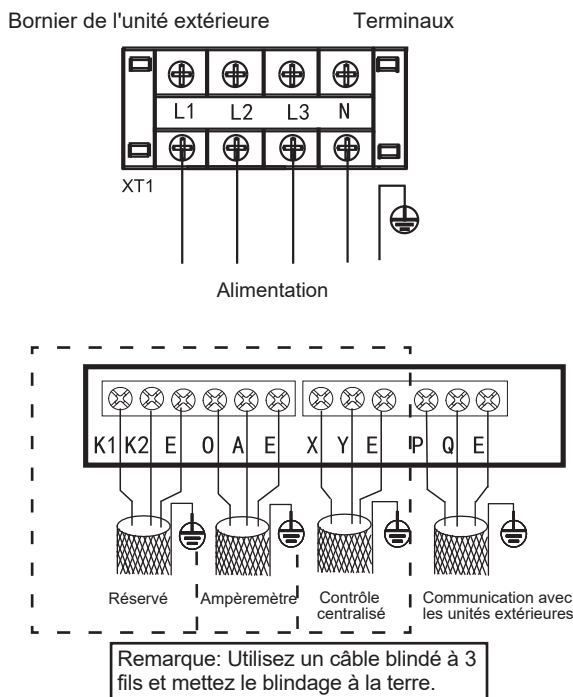 Bornier de l'unité extérieure Terminaux
L1 L2 L3 N
XT1
Alimentation
K1 K2 E O A E X Y E P Q E
Réservé Ampèremètre Contrôle centralisé Communication avec les unités extérieures
Remarque: Utilisez un câble blindé à 3
fils et mettez le blindage à la terre.